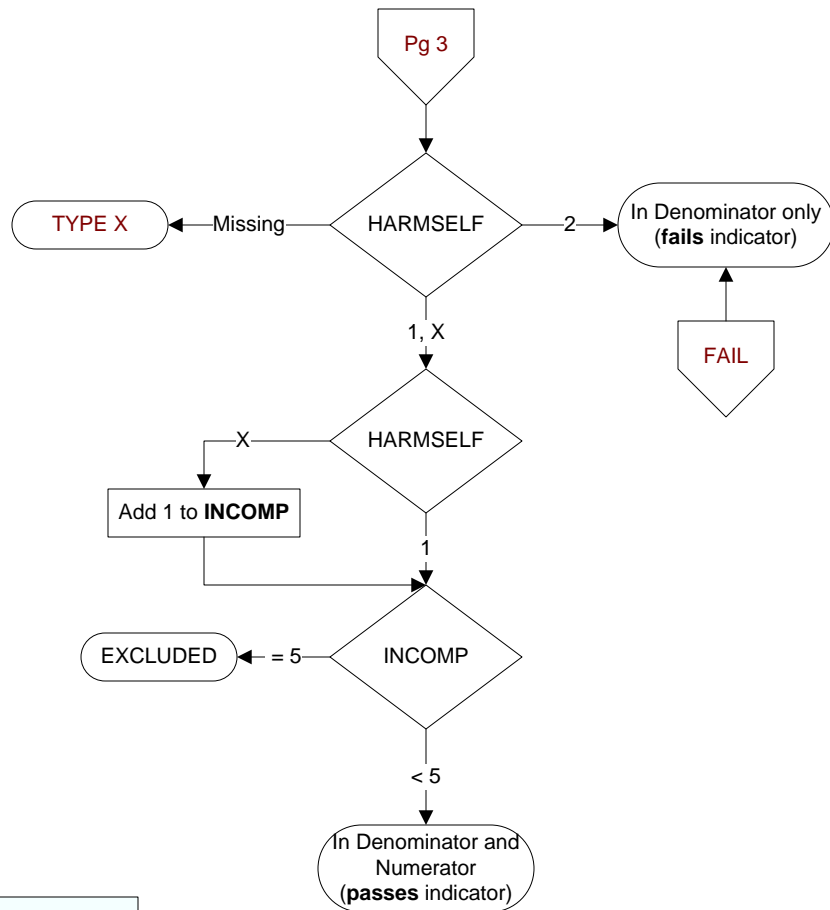 Pg 3
HARMSELF
Missing
TYPE X
2
In Denominator only
(fails indicator)
FAIL
1, X
HARMSELF
X
Add 1 to INCOMP
1
INCOMP
= 5
EXCLUDED
< 5
In Denominator and
Numerator
(passes indicator)